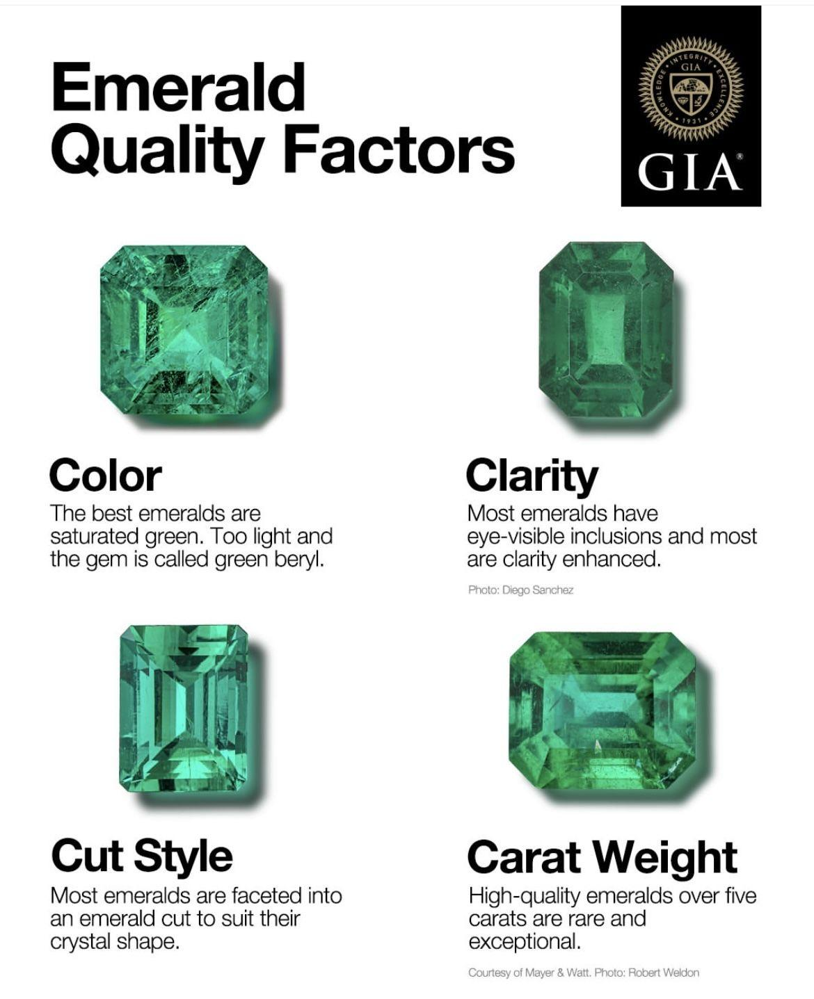 Emerald
Quality Factors
KNOWLEDGE • INTEGRITY • EXCELLENCE
GIA
• 1931 •
GIA®
Color
The best emeralds are
saturated green. Too light and
the gem is called green beryl.
Clarity
Most emeralds have
eye-visible inclusions and most
are clarity enhanced.
Photo: Diego Sanchez
Cut Style
Most emeralds are faceted into
an emerald cut to suit their
crystal shape.
Carat Weight
High-quality emeralds over five
carats are rare and
exceptional.
Courtesy of Mayer & Watt. Photo: Robert Weldon